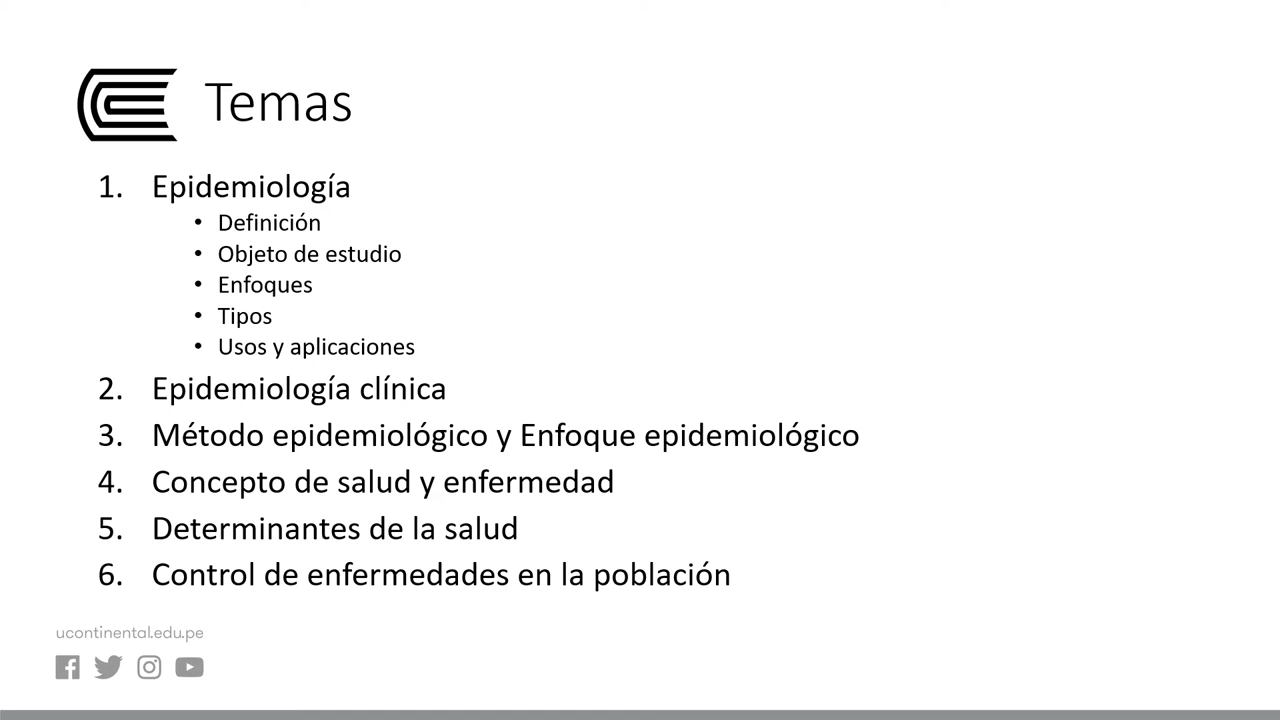 Temas
1. Epidemiología
• Definición
• Objeto de estudio
• Enfoques
• Tipos
• Usos y aplicaciones
2. Epidemiología clínica
3. Método epidemiológico y Enfoque epidemiológico
4. Concepto de salud y enfermedad
5. Determinantes de la salud
6. Control de enfermedades en la población
ucontinental.edu.pe